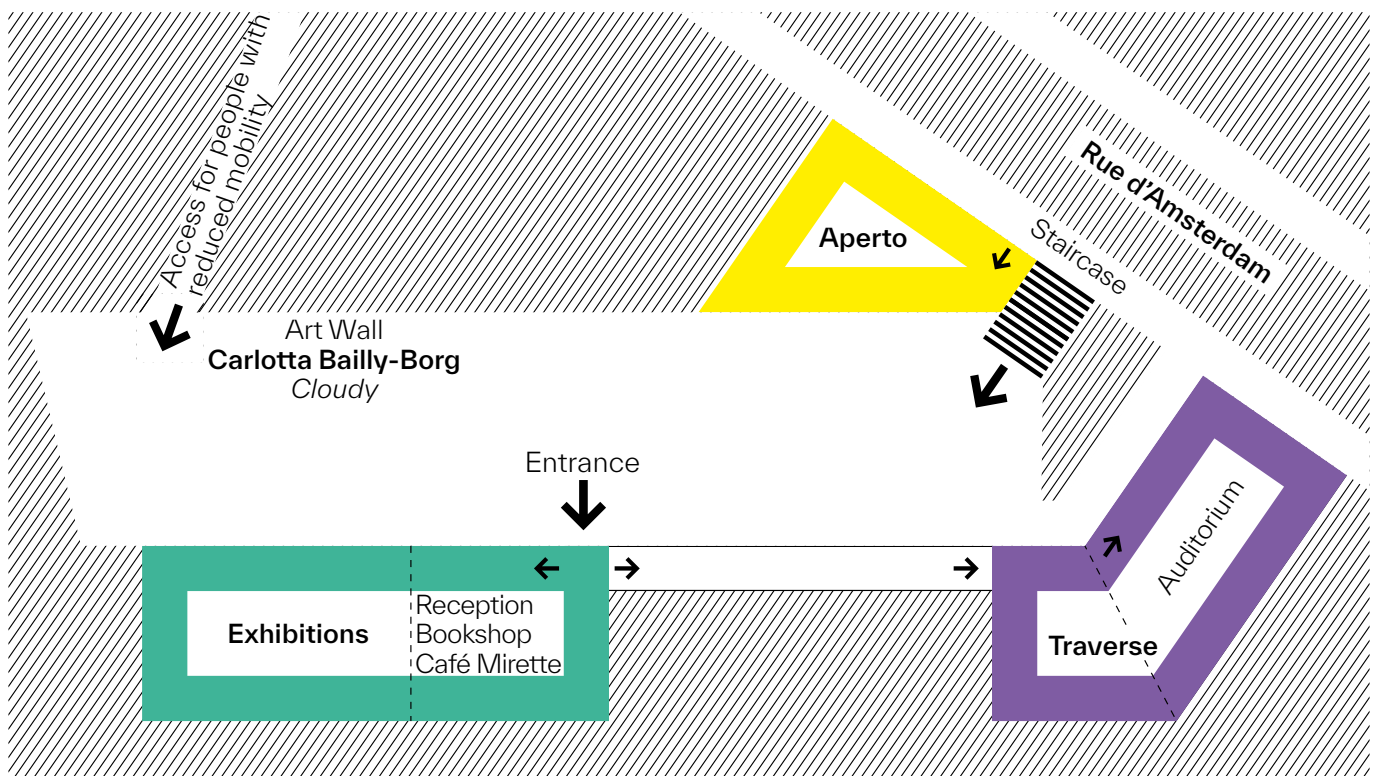 Access for people with
reduced mobility
Rue d'Amsterdam
Staircase
Aperto
Art Wall
Carlotta Bailly-Borg
Cloudy
Entrance
Auditorium
Exhibitions
Reception
Bookshop
Café Mirette
Traverse